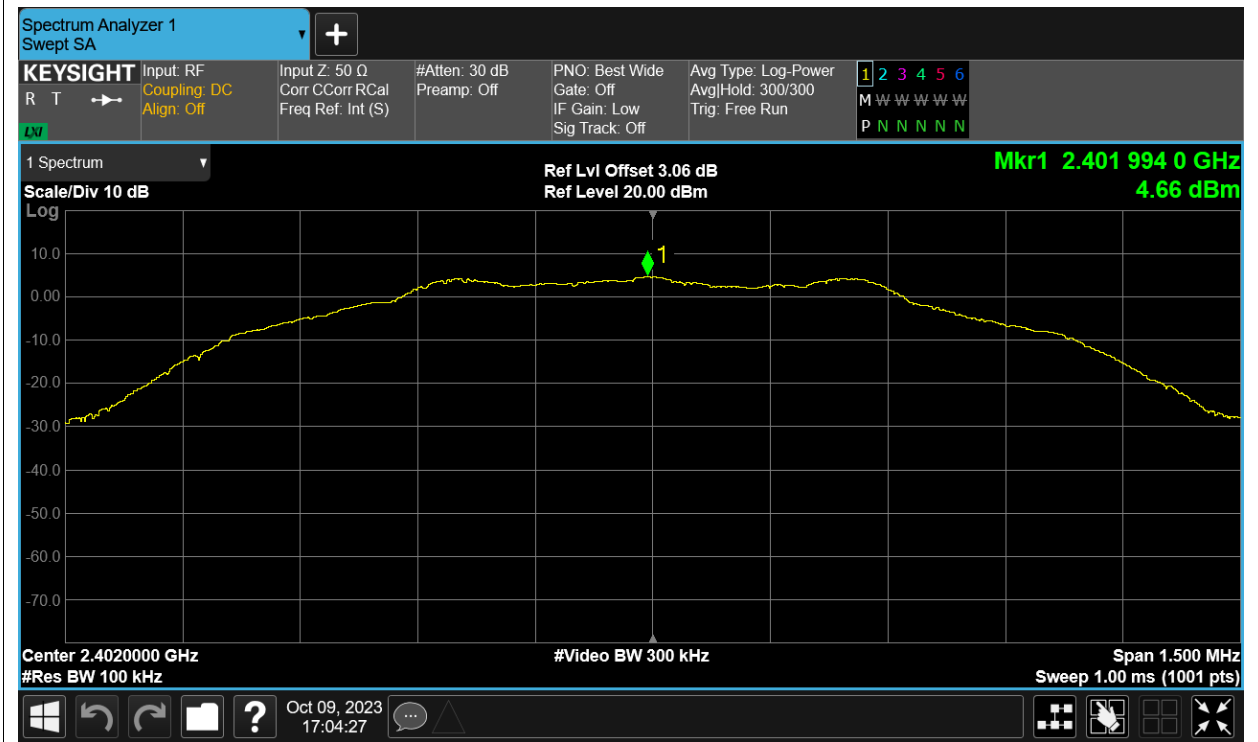 Spectrum Analyzer 1
Swept SA
+
KEYSIGHT
R T
LXI
Input: RF
Coupling: DC
Align: Off
Input Z: 50 Ω
Corr CCorr RCal
Freq Ref: Int (S)
#Atten: 30 dB
Preamp: Off
PNO: Best Wide
Gate: Off
IF Gain: Low
Sig Track: Off
Avg Type: Log-Power
Avg|Hold: 300/300
Trig: Free Run
1 2 3 4 5 6
M W W W W W
P N N N N N
1 Spectrum
Scale/Div 10 dB
Log
Ref Lvl Offset 3.06 dB
Ref Level 20.00 dBm
Mkr1 2.401 994 0 GHz
4.66 dBm
10.0
0.00
-10.0
-20.0
-30.0
-40.0
-50.0
-60.0
-70.0
1
Center 2.4020000 GHz
#Res BW 100 kHz
#Video BW 300 kHz
Span 1.500 MHz
Sweep 1.00 ms (1001 pts)
?
Oct 09, 2023
17:04:27